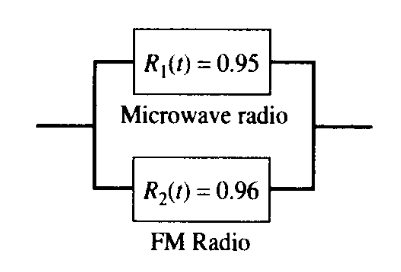 R₁(t) = 0.95
Microwave radio
R₂(t) = 0.96
FM Radio